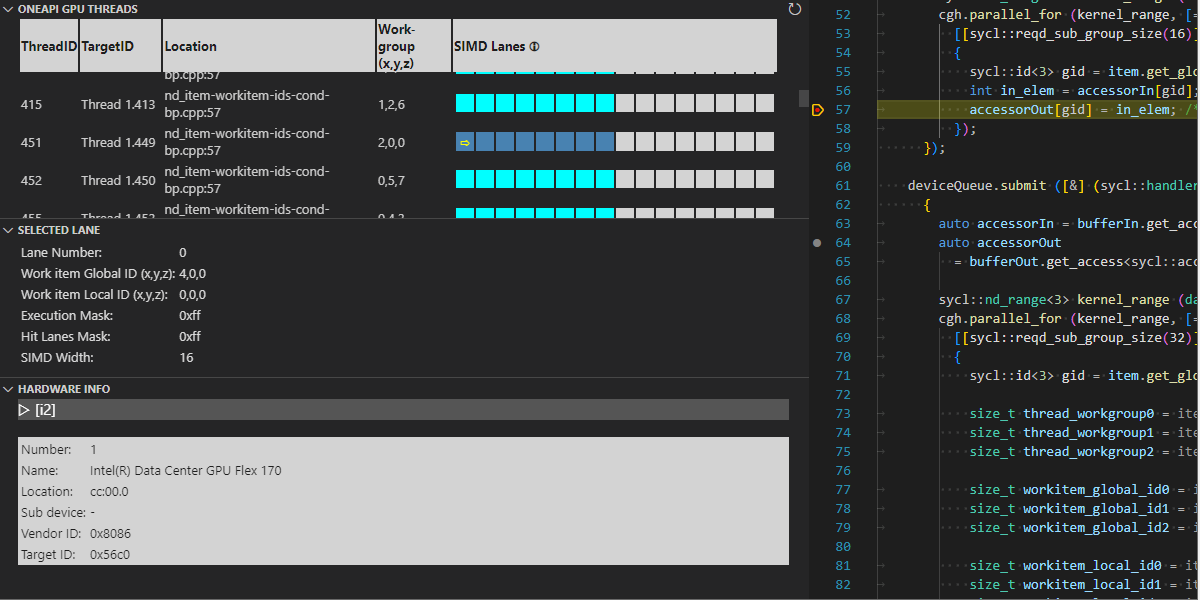 ONEAPI GPU THREADS
ThreadID TargetID Location Work-group (x,y,z) SIMD Lanes
bp.cpp:57
415 Thread 1.413 nd_item-workitem-ids-cond-bp.cpp:57 1,2,6
451 Thread 1.449 nd_item-workitem-ids-cond-bp.cpp:57 2,0,0
452 Thread 1.450 nd_item-workitem-ids-cond-bp.cpp:57 0,5,7
455 Thread 1.453 nd_item-workitem-ids-cond-
SELECTED LANE
Lane Number: 0
Work item Global ID (x,y,z): 4,0,0
Work item Local ID (x,y,z): 0,0,0
Execution Mask: 0xff
Hit Lanes Mask: 0xff
SIMD Width: 16
HARDWARE INFO
[i2]
Number: 1
Name: Intel(R) Data Center GPU Flex 170
Location: cc:00.0
Sub device: -
Vendor ID: 0x8086
Target ID: 0x56c0
52 cgh.parallel_for (kernel_range, [=
53 [[sycl::reqd_sub_group_size(16)]
54 {
55 sycl::id<3> gid = item.get_glo
56 int in_elem = accessorIn[gid];
57 accessorOut[gid] = in_elem; /*
58 });
59 });
60
61 deviceQueue.submit ([&] (sycl::handler
62 {
63 auto accessorIn = bufferIn.get_acc
64 auto accessorOut
65 = bufferOut.get_access<sycl::acc
66
67 sycl::nd_range<3> kernel_range (da
68 cgh.parallel_for (kernel_range, [=
69 [[sycl::reqd_sub_group_size(32)]
70 {
71 sycl::id<3> gid = item.get_glo
72
73 size_t thread_workgroup0 = ite
74 size_t thread_workgroup1 = ite
75 size_t thread_workgroup2 = ite
76
77 size_t workitem_global_id0 = i
78 size_t workitem_global_id1 = i
79 size_t workitem_global_id2 = i
80
81 size_t workitem_local_id0 = it
82 size_t workitem_local_id1 = it